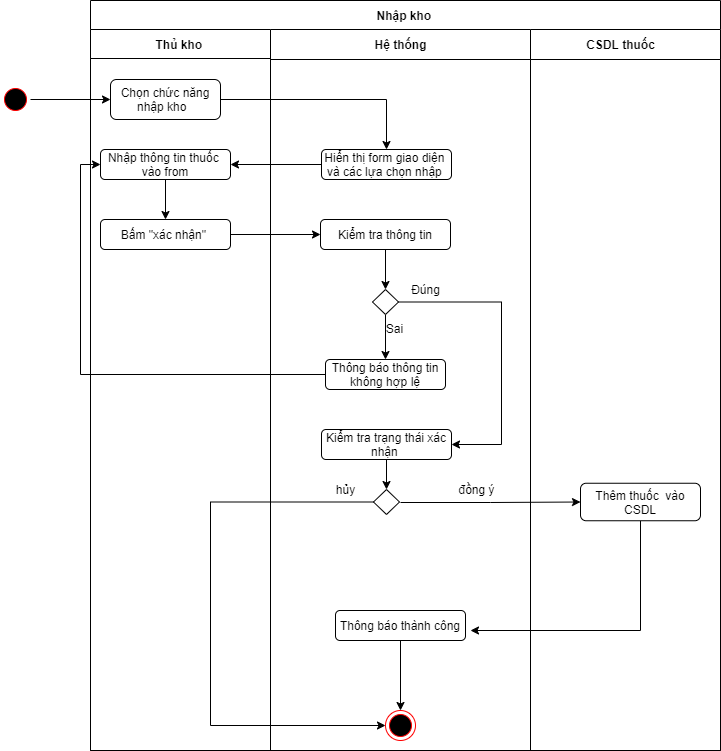 Nhập kho
Thủ kho
Hệ thống
CSDL thuốc
Chọn chức năng
nhập kho
Nhập thông tin thuốc
vào from
Hiển thị form giao diện
và các lựa chọn nhập
Bấm "xác nhận"
Kiểm tra thông tin
Đúng
Sai
Thông báo thông tin
không hợp lệ
Kiểm tra trạng thái xác
nhận
hủy
đồng ý
Thêm thuốc vào
CSDL
Thông báo thành công